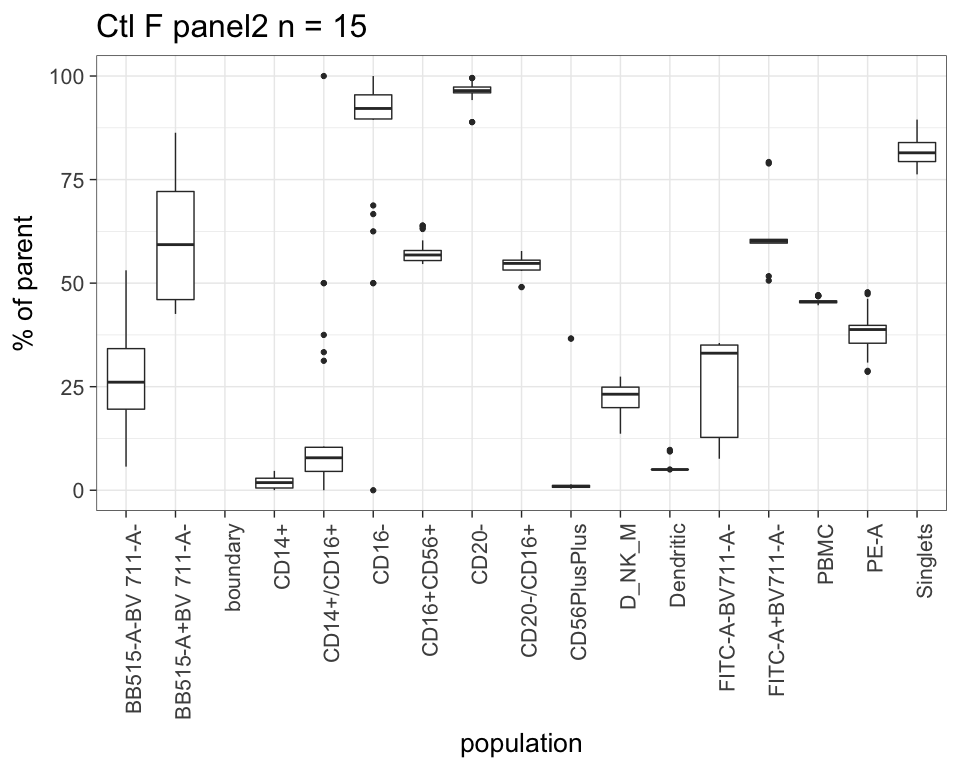 Ctl F panel2 n = 15
% of parent
100
75
50
25
0
BB515-A-BV 711-A-
BB515-A+BV 711-A-
boundary
CD14+
CD14+/CD16+
CD16-
CD16+CD56+
CD20-
CD20-/CD16+
CD56PlusPlus
D_NK_M
Dendritic
FITC-A-BV711-A-
FITC-A+BV711-A-
PBMC
PE-A
Singlets
population